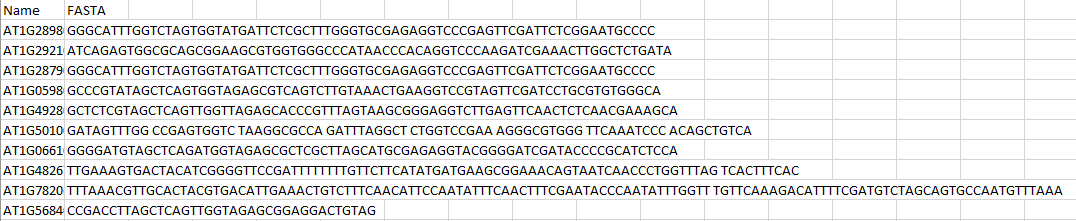 Name FASTA
AT1G2898 GGGCATTTGGTCTAGTGGTATGATTCTCGCTTTGGGTGCGAGAGGTCCCGAGTTCGATTCTCGGAATGCCCC
AT1G2921 ATCAGAGTGGCGCAGCGGAAGCGTGGTGGGCCCATAACCCACAGGTCCCAAGATCGAAACTTGGCTCTGATA
AT1G2879 GGGCATTTGGTCTAGTGGTATGATTCTCGCTTTGGGTGCGAGAGGTCCCGAGTTCGATTCTCGGAATGCCCC
AT1G0598 GCCCGTATAGCTCAGTGGTAGAGCGTCAGTCTTGTAAACTGAAGGTCCGTAGTTCGATCCTGCGTGTGGGCA
AT1G4928 GCTCTCGTAGCTCAGTTGGTTAGAGCACCCGTTTAGTAAGCGGGAGGTCTTGAGTTCAACTCTCAACGAAAGCA
AT1G5010 GATAGTTTGG CCGAGTGGTC TAAGGCGCCA GATTTAGGCT CTGGTCCGAA AGGGCGTGGG TTCAAATCCC ACAGCTGTCA
AT1G0661 GGGGATGTAGCTCAGATGGTAGAGCGCTCGCTTAGCATGCGAGAGGTACGGGGATCGATACCCCGCATCTCCA
AT1G4826 TTGAAAGTGACTACATCGGGGTTCCGATTTTTTTTGTTCTTCATATGATGAAGCGGAAACAGTAATCAACCCTGGTTTAG TCACTTTCAC
AT1G7820 TTTAAACGTTGCACTACGTGACATTGAAACTGTCTTTCAACATTCCAATATTTCAACTTTCGAATACCCAATATTTGGTT TGTTCAAAGACATTTTCGATGTCTAGCAGTGCCAATGTTTAAA
AT1G5684 CCGACCTTAGCTCAGTTGGTAGAGCGGAGGACTGTAG